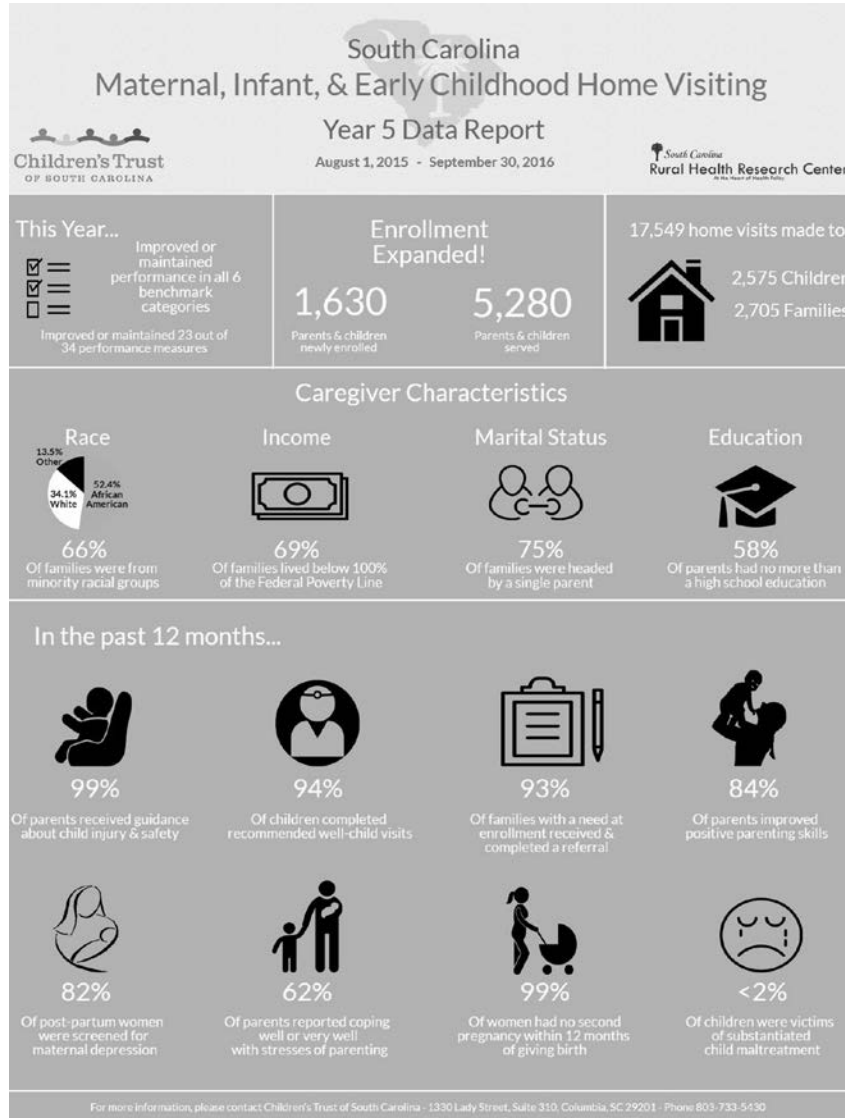 South Carolina
Maternal, Infant, & Early Childhood Home Visiting
Year 5 Data Report
August 1, 2015 - September 30, 2016
Children's Trust
OF SOUTH CAROLINA
South Carolina
Rural Health Research Center
At the Heart of Health Policy
This Year...
Improved or
maintained
performance in all 6
benchmark
categories
Improved or maintained 23 out of
34 performance measures
Enrollment
Expanded!
1,630
Parents & children
newly enrolled
5,280
Parents & children
served
17,549 home visits made to
2,575 Children
2,705 Families
Caregiver Characteristics
Race
13.5%
Other
34.1%
White
52.4%
African
American
66%
Of families were from
minority racial groups
Income
69%
Of families lived below 100%
of the Federal Poverty Line
Marital Status
75%
Of families were headed
by a single parent
Education
58%
Of parents had no more than
a high school education
In the past 12 months...
99%
Of parents received guidance
about child injury & safety
94%
Of children completed
recommended well-child visits
93%
Of families with a need at
enrollment received &
completed a referral
84%
Of parents improved
positive parenting skills
82%
Of post-partum women
were screened for
maternal depression
62%
Of parents reported coping
well or very well
with stresses of parenting
99%
Of women had no second
pregnancy within 12 months
of giving birth
<2%
Of children were victims
of substantiated
child maltreatment
For more information, please contact Children's Trust of South Carolina - 1330 Lady Street, Suite 310, Columbia, SC 29201 - Phone 803-733-5430